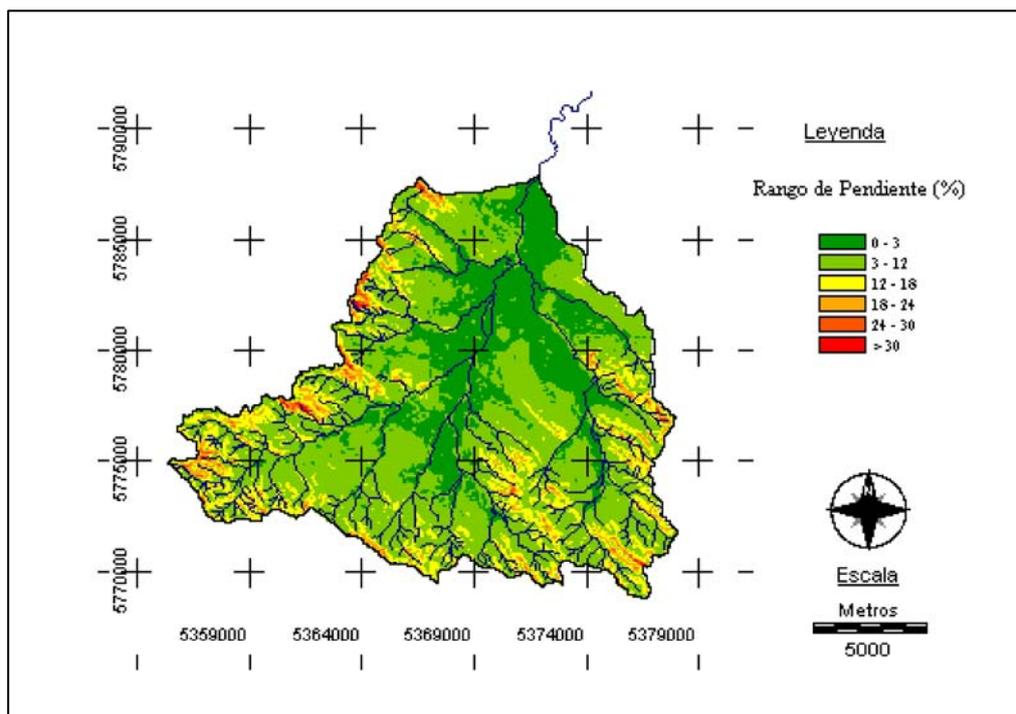 5790000
5785000
5780000
5775000
5770000
5359000 5364000 5369000 5374000 5379000
Leyenda
Rango de Pendiente (%)
0 - 3
3 - 12
12 - 18
18 - 24
24 - 30
>30
Escala
Metros
5000